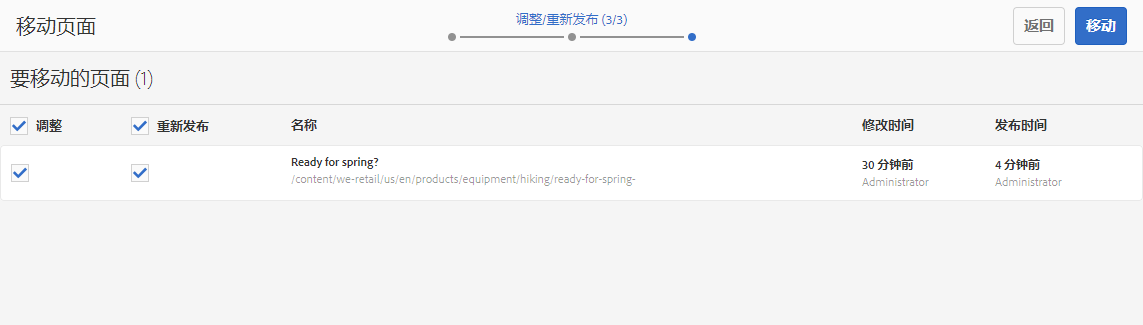 移动页面
调整/重新发布 (3/3)
返回
移动
要移动的页面 (1)
调整 重新发布 名称 修改时间 发布时间
Ready for spring? 30 分钟前 4 分钟前
/content/we-retail/us/en/products/equipment/hiking/ready-for-spring- Administrator Administrator